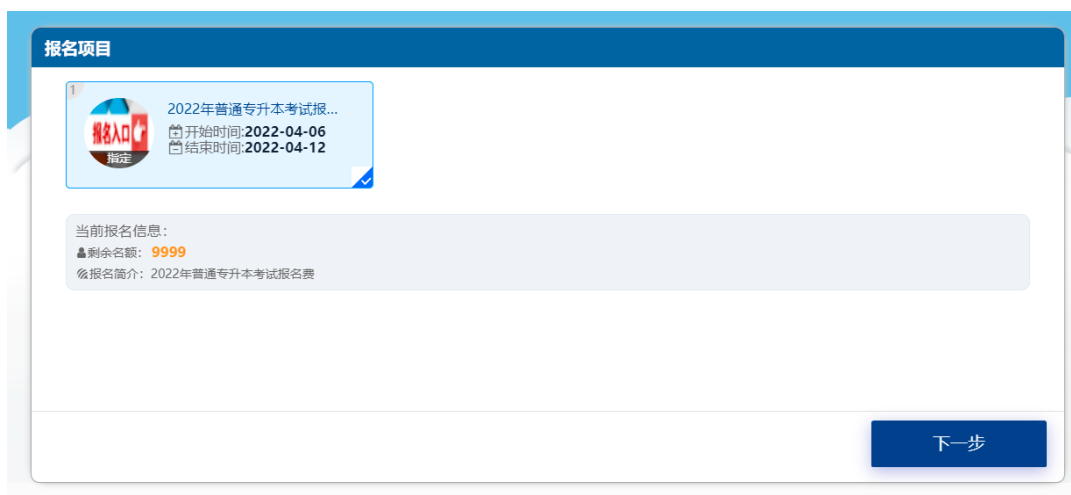 报名项目
1
2022年普通专升本考试报...
报名入口
开始时间:2022-04-06
指定
结束时间:2022-04-12
当前报名信息：
剩余名额：9999
报名简介：2022年普通专升本考试报名费
下一步